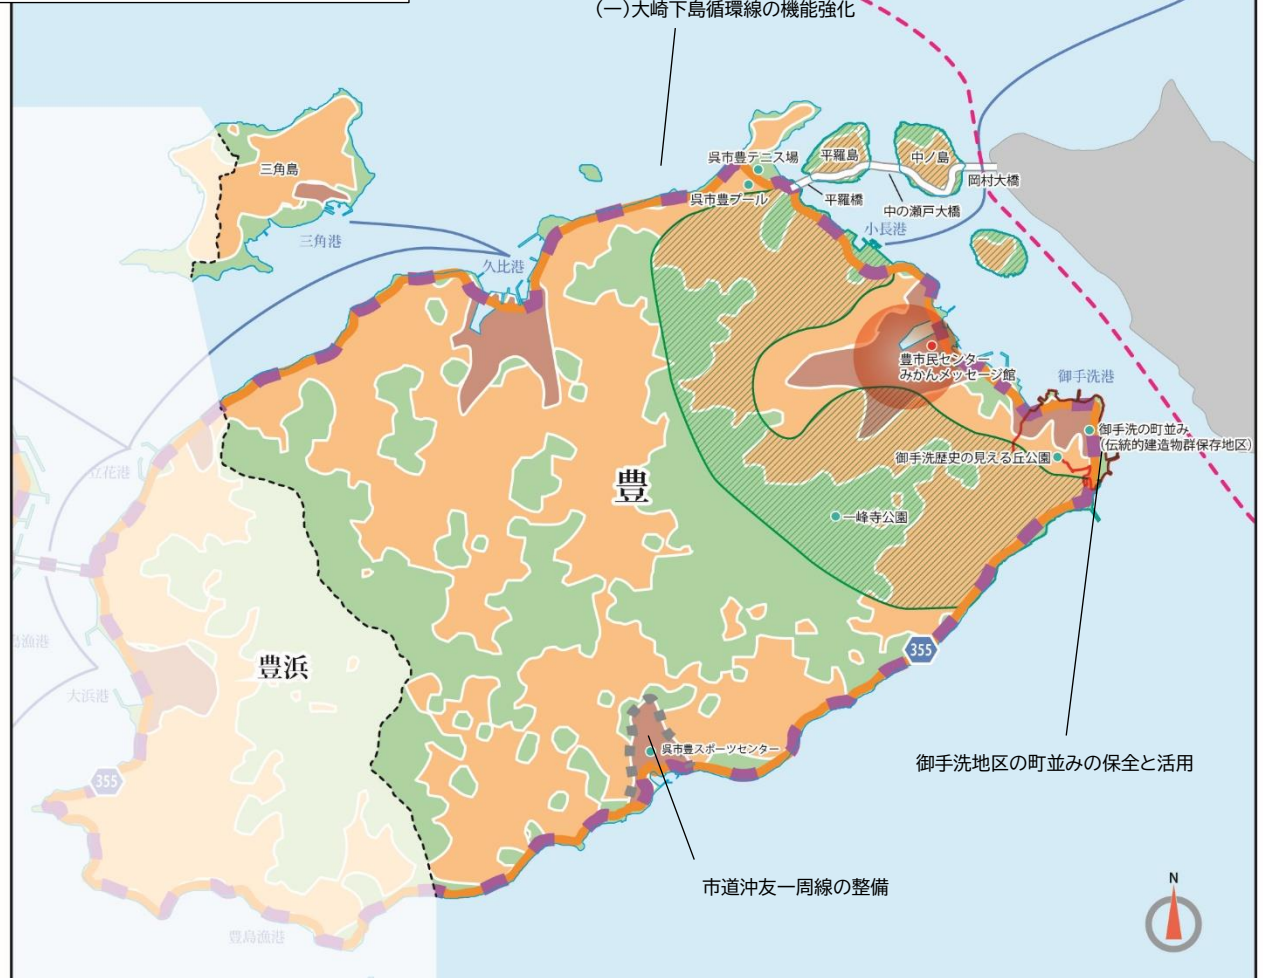 (一)大崎下島循環線の機能強化
呉市豊テニス場
平羅島
中ノ島
三角島
岡村大橋
呉市豊プール
平羅橋
中の瀬戸大橋
小長港
三角港
久比港
豊市民センター
みかんメッセージ館
御手洗港
御手洗の町並み
(伝統的建造物群保存地区)
御手洗歴史の見える丘公園
立花港
豊
一峰寺公園
島漁港
355
豊浜
大浜港
呉市豊スポーツセンター
御手洗地区の町並みの保全と活用
355
市道沖友一周線の整備
N
豊島漁港